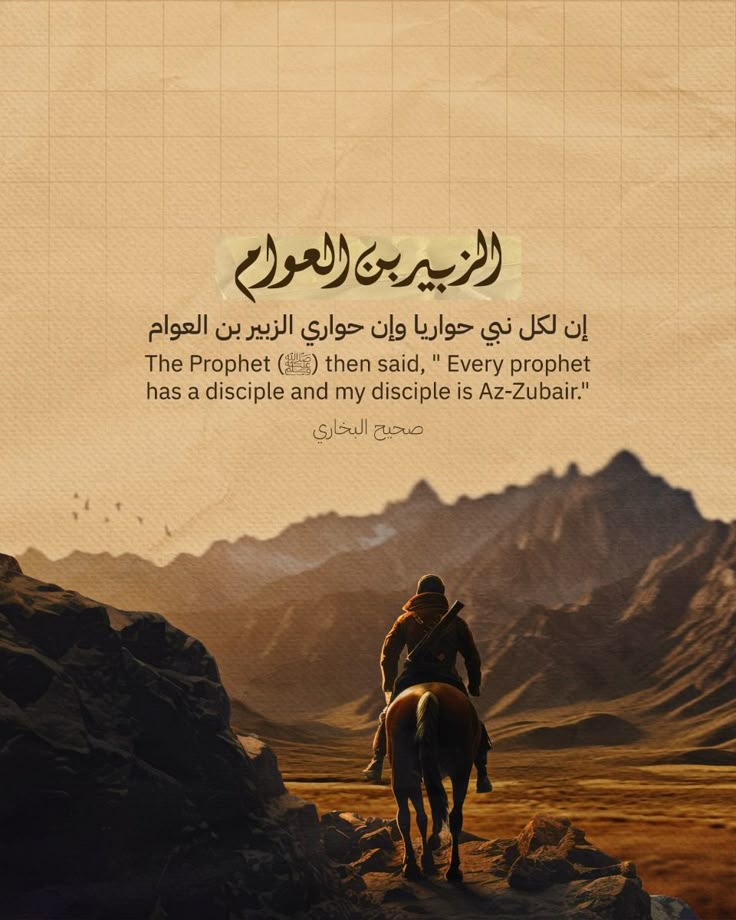 الزبير بن العوام
إن لكل نبي حواريا وإن حواري الزبير بن العوام
The Prophet (ﷺ) then said, " Every prophet
has a disciple and my disciple is Az-Zubair."
صحيح البخاري